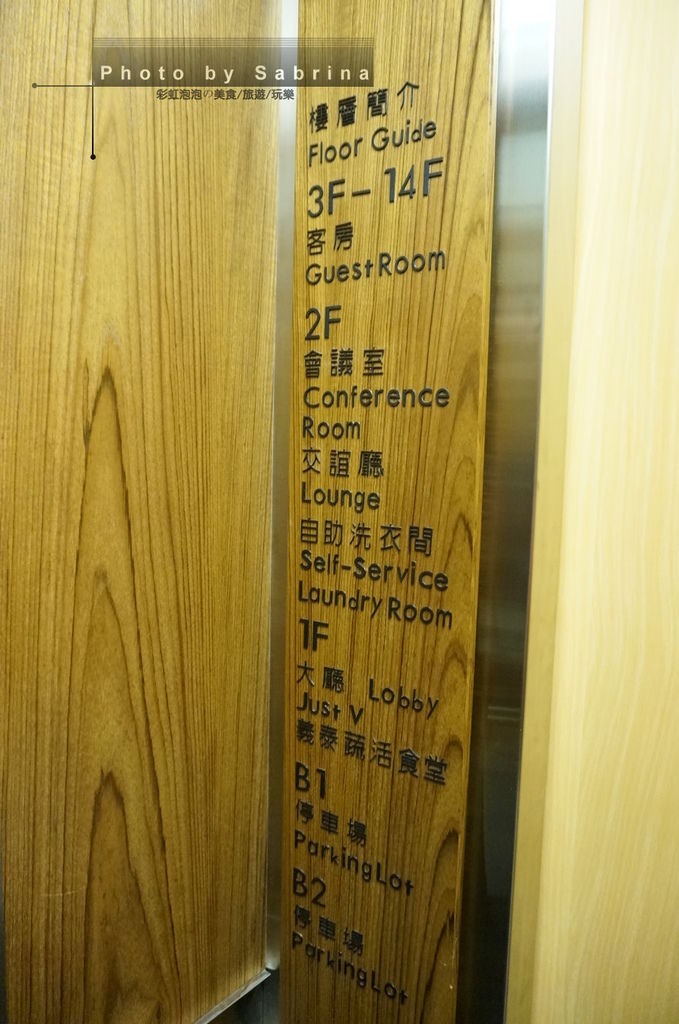 Photo by Sabrina
彩虹泡泡の美食/旅遊/玩樂
樓層簡介
Floor Guide
3F-14F
客房
Guest Room
2F
會議室
Conference
Room
交誼廳
Lounge
自助洗衣間
Self-Service
Laundry Room
1F
大廳 Lobby
Just V
義泰蔬活食堂
B1
停車場
Parking Lot
B2
停車場
Parking Lot